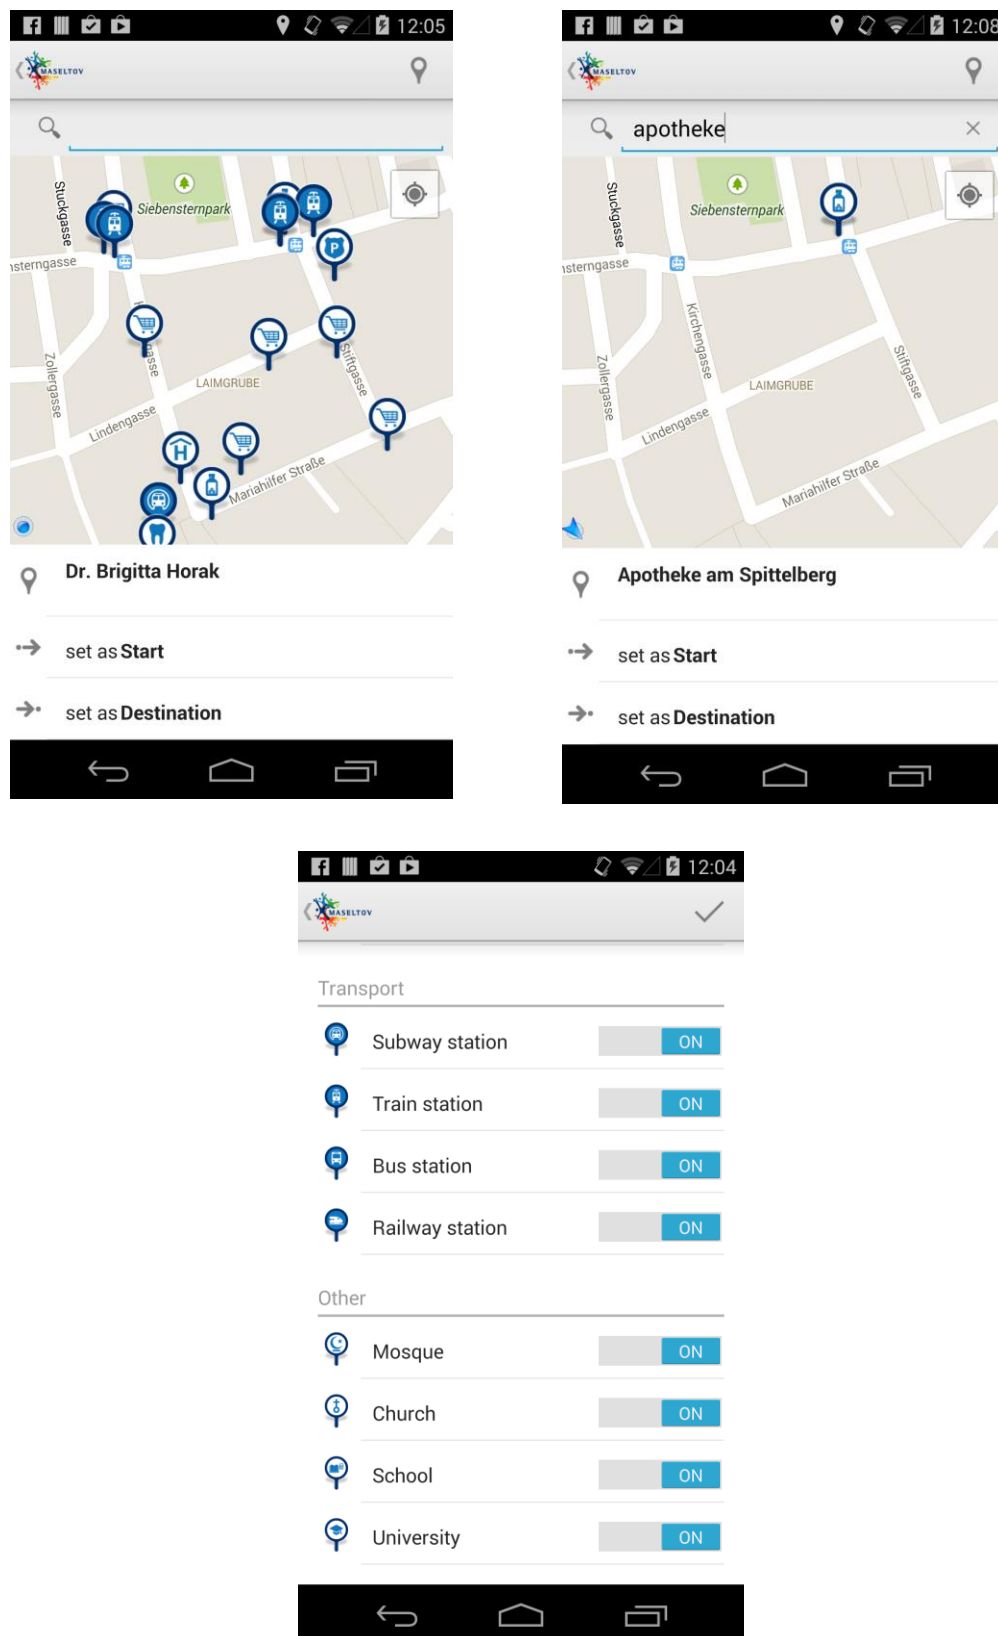 12:05
MASELTOV
Stuckgasse
Siebensternpark
nsterngasse
P
gasse
Zollergasse
LAIMGRUBE
Stiftgasse
Lindengasse
H
Mariahilfer Straße
Dr. Brigitta Horak
set as Start
set as Destination
12:08
MASELTOV
apotheke
Stuckgasse
Siebensternpark
nsterngasse
Kirchengasse
Zollergasse
LAIMGRUBE
Stiftgasse
Lindengasse
Mariahilfer Straße
Apotheke am Spittelberg
set as Start
set as Destination
12:04
MASELTOV
Transport
Subway station ON
Train station ON
Bus station ON
Railway station ON
Other
Mosque ON
Church ON
School ON
University ON